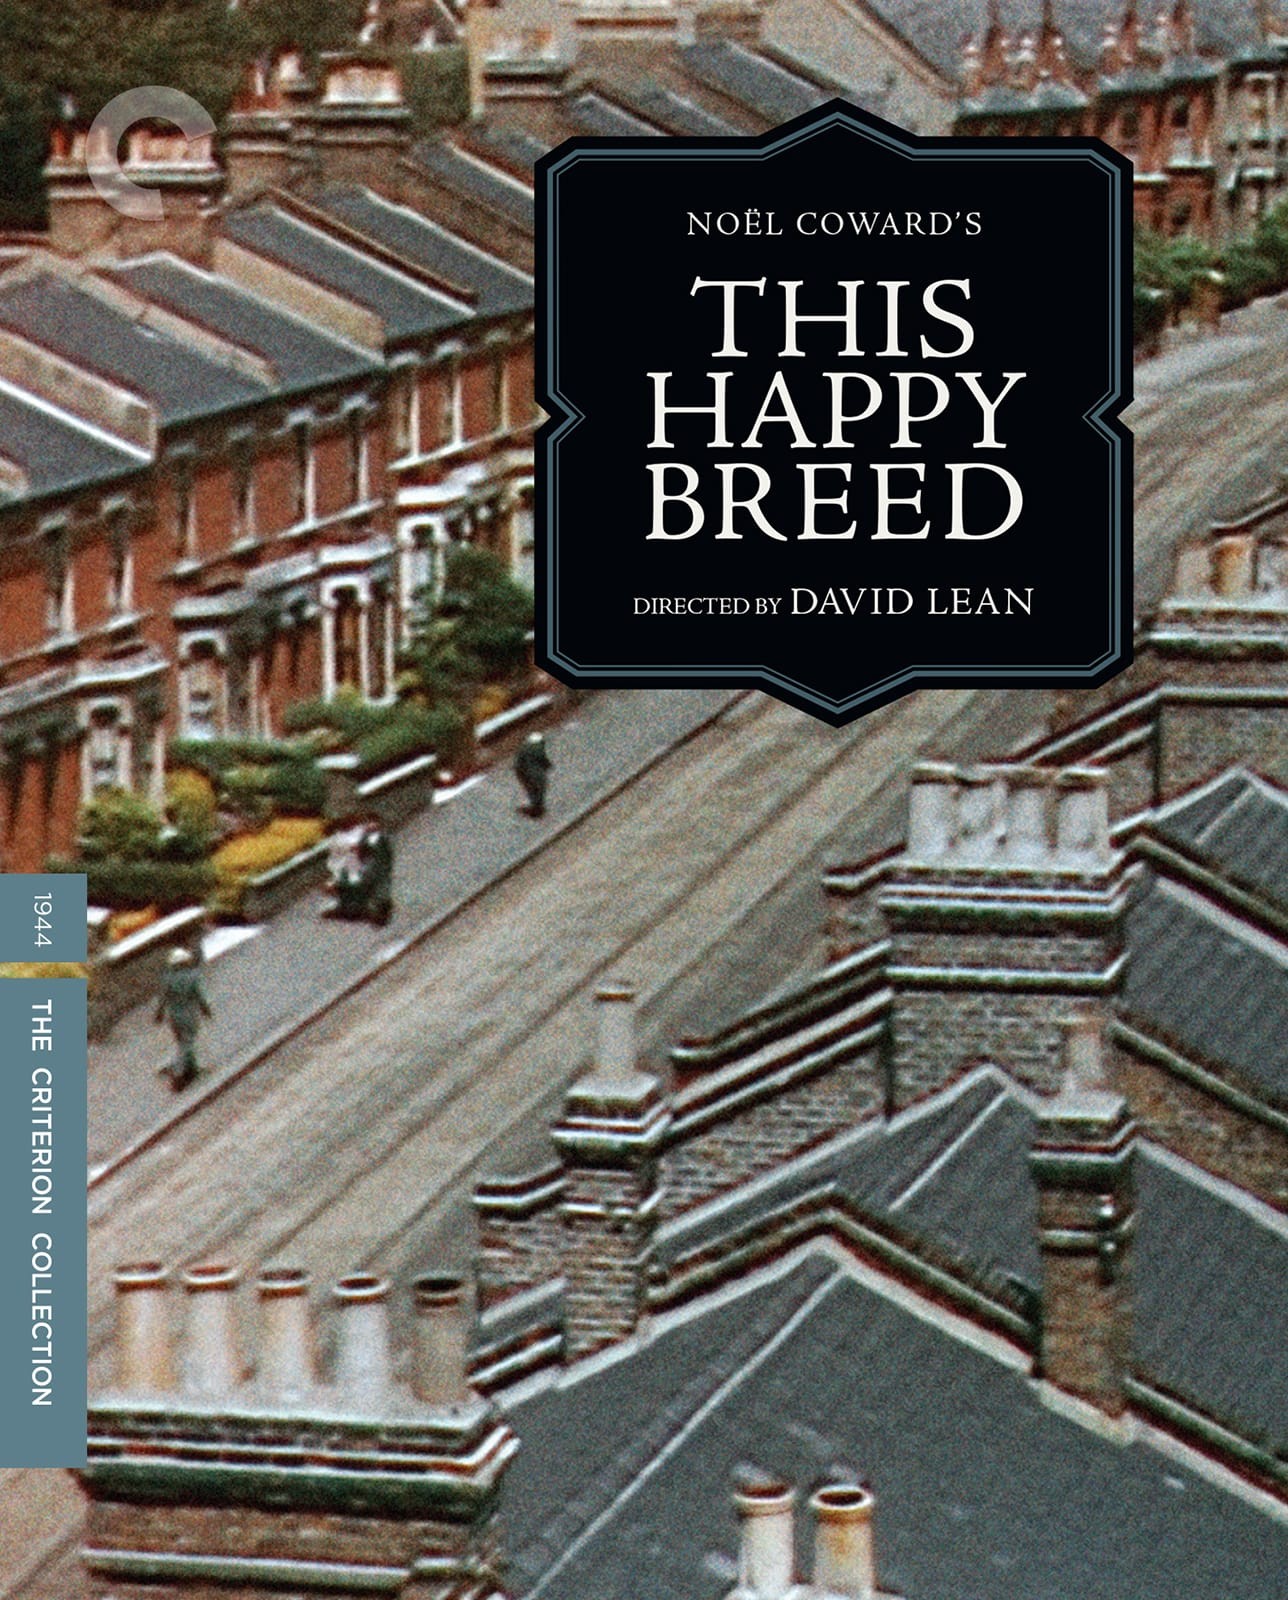 NOËL COWARD'S
THIS
HAPPY
BREED
DIRECTED BY DAVID LEAN
1944
THE CRITERION COLLECTION